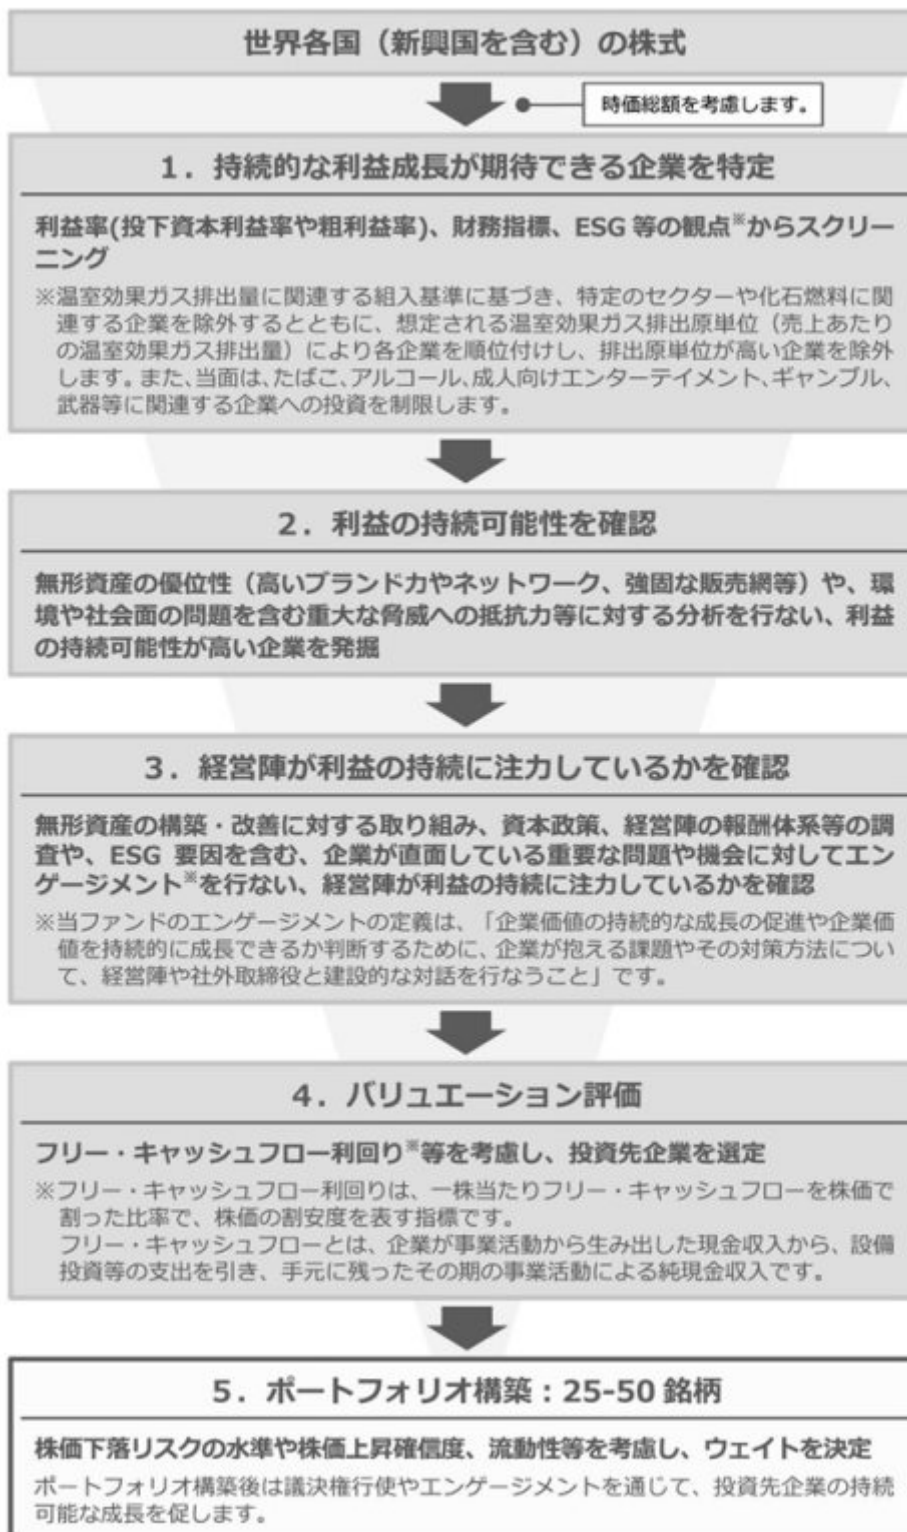 世界各国（新興国を含む）の株式
時価総額を考慮します。
1．持続的な利益成長が期待できる企業を特定
利益率(投下資本利益率や粗利益率)、財務指標、ESG 等の観点※からスクリー
ニング
※温室効果ガス排出量に関連する組入基準に基づき、特定のセクターや化石燃料に関
連する企業を除外するとともに、想定される温室効果ガス排出原単位（売上あたり
の温室効果ガス排出量）により各企業を順位付けし、排出原単位が高い企業を除外
します。また、当面は、たばこ、アルコール、成人向けエンターテイメント、ギャンブル、
武器等に関連する企業への投資を制限します。
2．利益の持続可能性を確認
無形資産の優位性（高いブランド力やネットワーク、強固な販売網等）や、環
境や社会面の問題を含む重大な脅威への抵抗力等に対する分析を行ない、利益
の持続可能性が高い企業を発掘
3．経営陣が利益の持続に注力しているかを確認
無形資産の構築・改善に対する取り組み、資本政策、経営陣の報酬体系等の調
査や、ESG 要因を含む、企業が直面している重要な問題や機会に対してエン
ゲージメント※を行ない、経営陣が利益の持続に注力しているかを確認
※当ファンドのエンゲージメントの定義は、「企業価値の持続的な成長の促進や企業価
値を持続的に成長できるか判断するために、企業が抱える課題やその対策方法につい
て、経営陣や社外取締役と建設的な対話を行なうこと」です。
4．バリュエーション評価
フリー・キャッシュフロー利回り※等を考慮し、投資先企業を選定
※フリー・キャッシュフロー利回りは、一株当たりフリー・キャッシュフローを株価で
割った比率で、株価の割安度を表す指標です。
フリー・キャッシュフローとは、企業が事業活動から生み出した現金収入から、設備
投資等の支出を引き、手元に残ったその期の事業活動による純現金収入です。
5．ポートフォリオ構築：25-50 銘柄
株価下落リスクの水準や株価上昇確信度、流動性等を考慮し、ウェイトを決定
ポートフォリオ構築後は議決権行使やエンゲージメントを通じて、投資先企業の持続
可能な成長を促します。